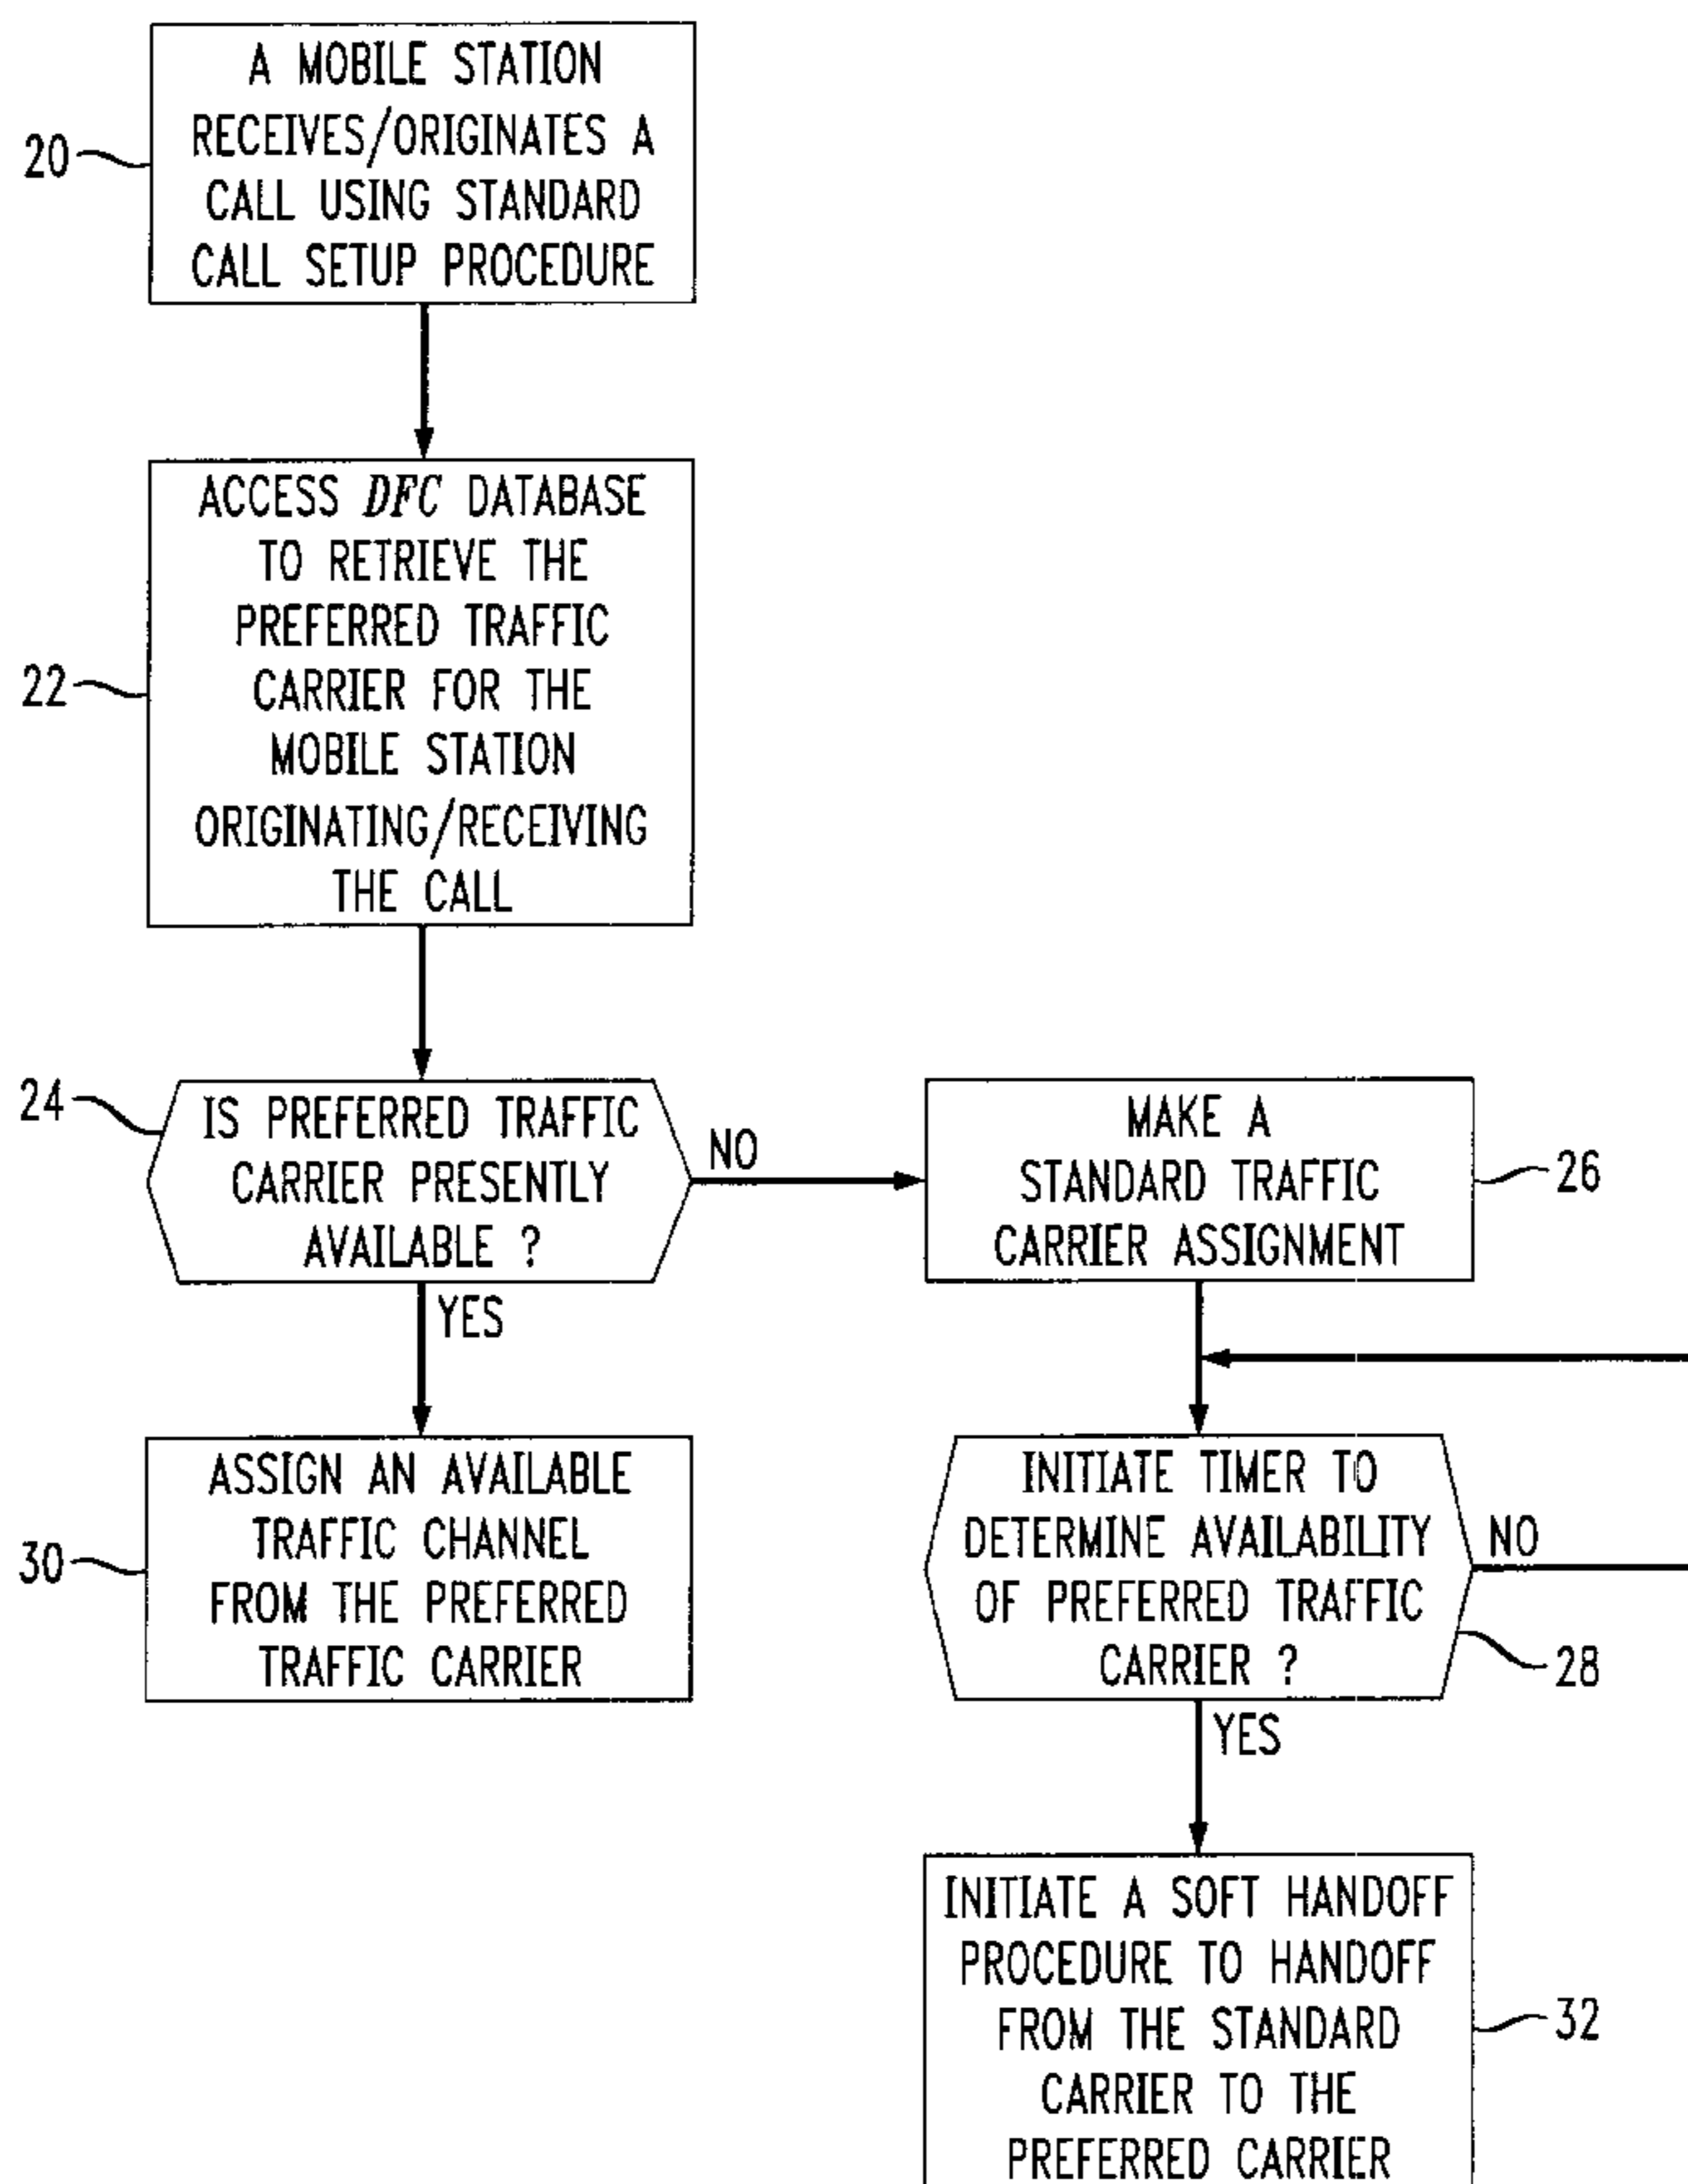 A MOBILE STATION
RECEIVES/ORIGINATES A
CALL USING STANDARD
CALL SETUP PROCEDURE
20
ACCESS DFC DATABASE
TO RETRIEVE THE
PREFERRED TRAFFIC
CARRIER FOR THE
MOBILE STATION
ORIGINATING/RECEIVING
THE CALL
22
24
IS PREFERRED TRAFFIC
CARRIER PRESENTLY
AVAILABLE ?
NO
YES
MAKE A
STANDARD TRAFFIC
CARRIER ASSIGNMENT
26
ASSIGN AN AVAILABLE
TRAFFIC CHANNEL
FROM THE PREFERRED
TRAFFIC CARRIER
30
INITIATE TIMER TO
DETERMINE AVAILABILITY
OF PREFERRED TRAFFIC
CARRIER ?
NO
28
YES
INITIATE A SOFT HANDOFF
PROCEDURE TO HANDOFF
FROM THE STANDARD
CARRIER TO THE
PREFERRED CARRIER
32